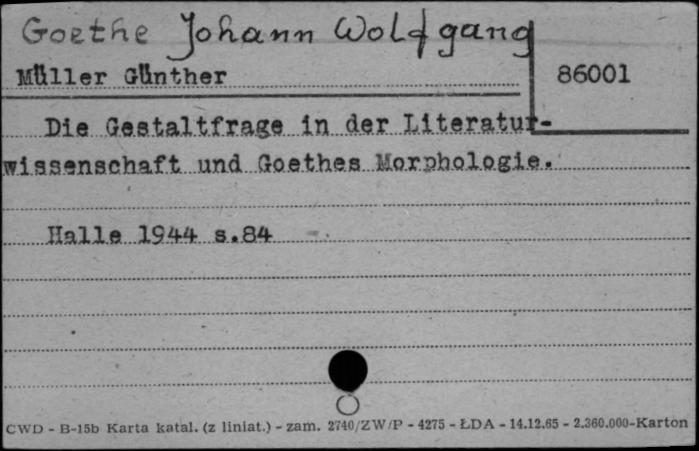 Goethe Johann Wolfgang
Müller Günther
86001
Die Gestaltfrage in der Literatur-
wissenschaft und Goethes Morphologie.
Halle 1944 s.84
CWD - B-15b Karta katal. (z liniat.) - zam. 2740/ZW/P - 4275 - ŁDA - 14.12.65 - 2.360.000-Karton